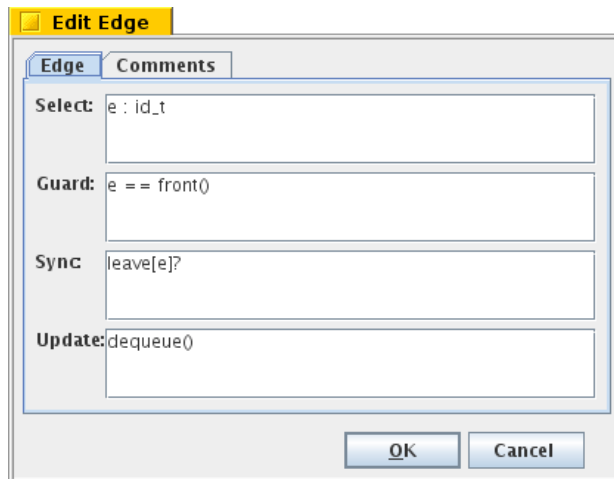 Edit Edge
Edge Comments
Select: e : id_t
Guard: e == front()
Sync: leave[e]?
Update: dequeue()
OK Cancel